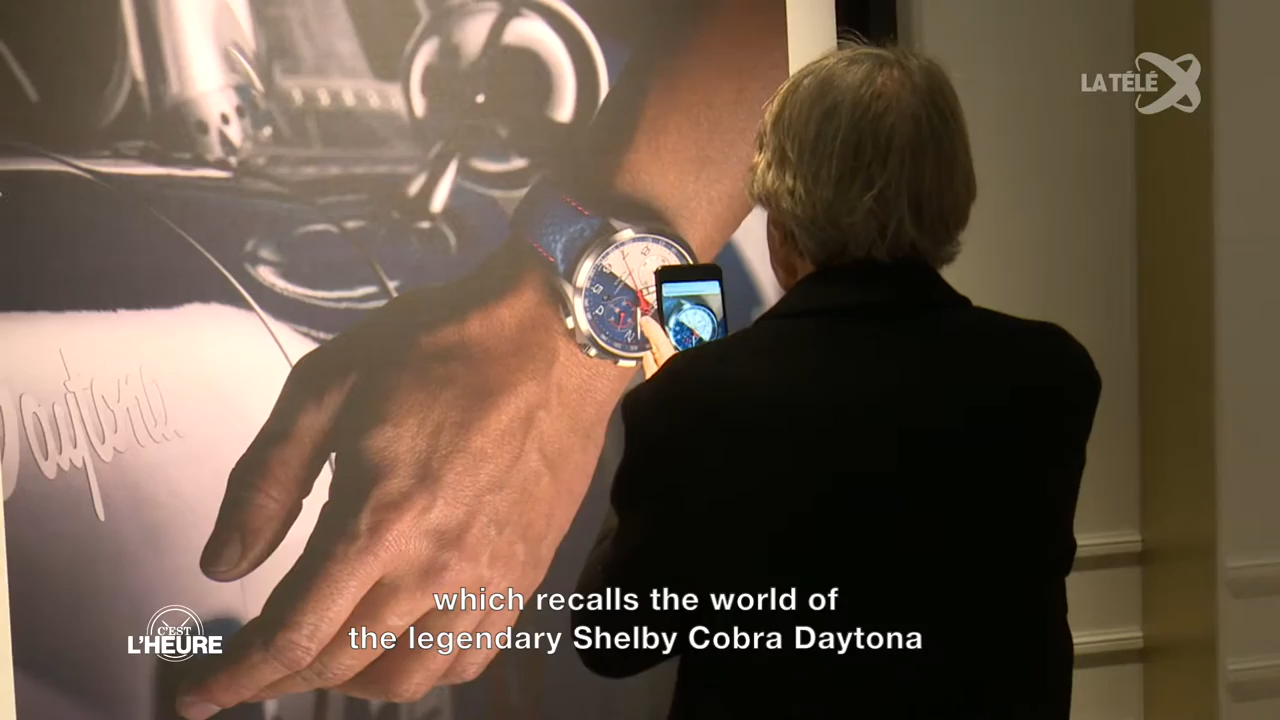 LA TÉLÉ
Daytona
C'EST
L'HEURE
which recalls the world of
the legendary Shelby Cobra Daytona